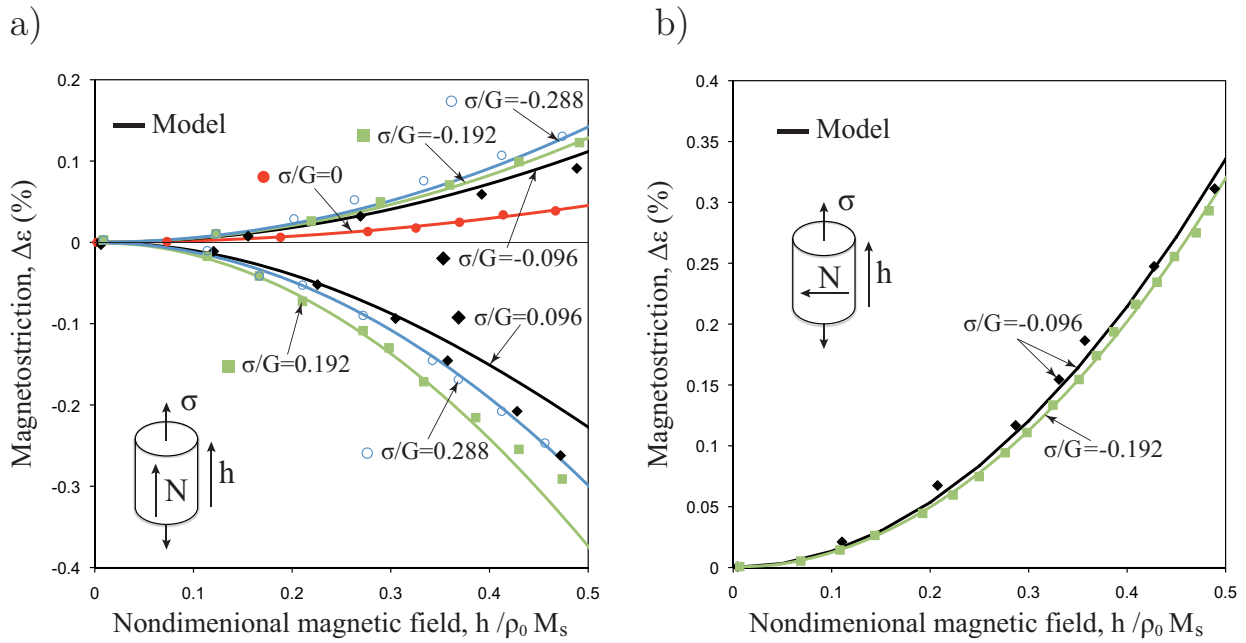 a)
b)
0.2
0.1
0
-0.1
-0.2
-0.3
-0.4
0
0.1
0.2
0.3
0.4
0.5
Magnetostriction, Δε (%)
Nondimenional magnetic field, h /ρ₀ Mₛ
Model
σ/G=-0.288
σ/G=-0.192
σ/G=0
σ/G=-0.096
σ/G=0.096
σ/G=0.192
σ/G=0.288
σ
N
h
0.4
0.35
0.3
0.25
0.2
0.15
0.1
0.05
0
0
0.1
0.2
0.3
0.4
0.5
Magnetostriction, Δε (%)
Nondimenional magnetic field, h /ρ₀ Mₛ
Model
σ
N
h
σ/G=-0.096
σ/G=-0.192